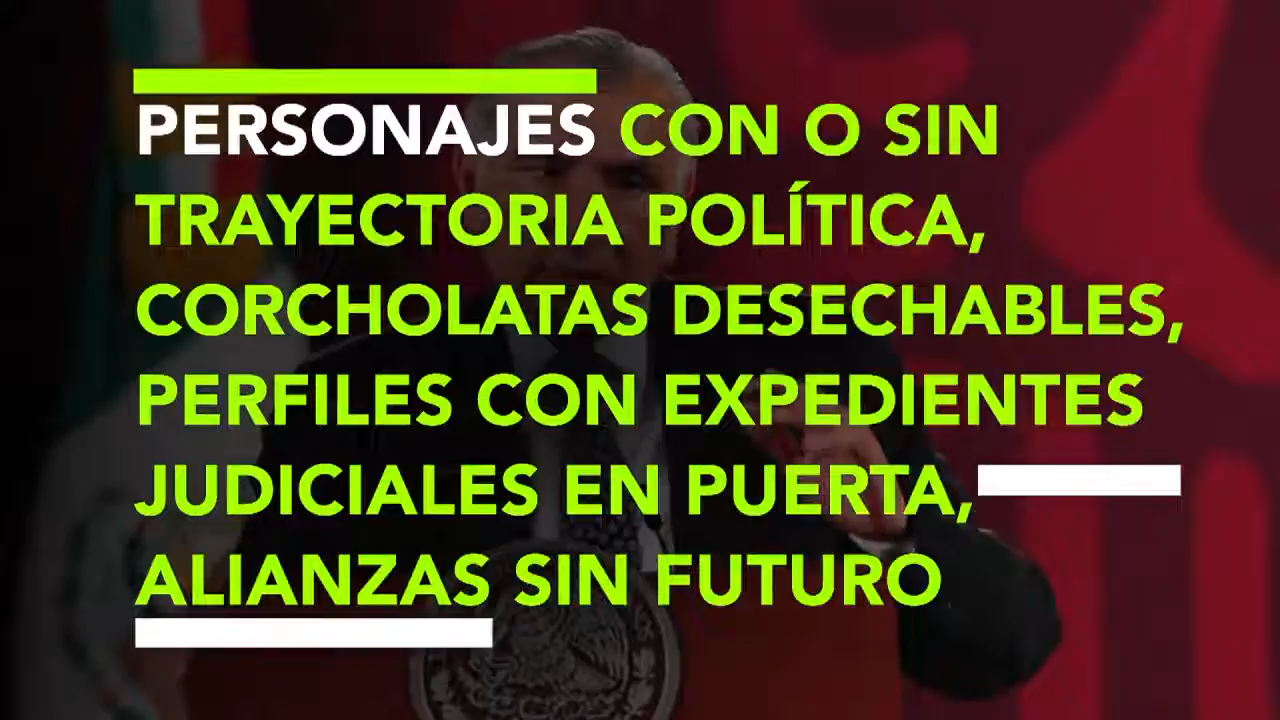 PERSONAJES CON O SIN
TRAYECTORIA POLÍTICA,
CORCHOLATAS DESECHABLES,
PERFILES CON EXPEDIENTES
JUDICIALES EN PUERTA,
ALIANZAS SIN FUTURO